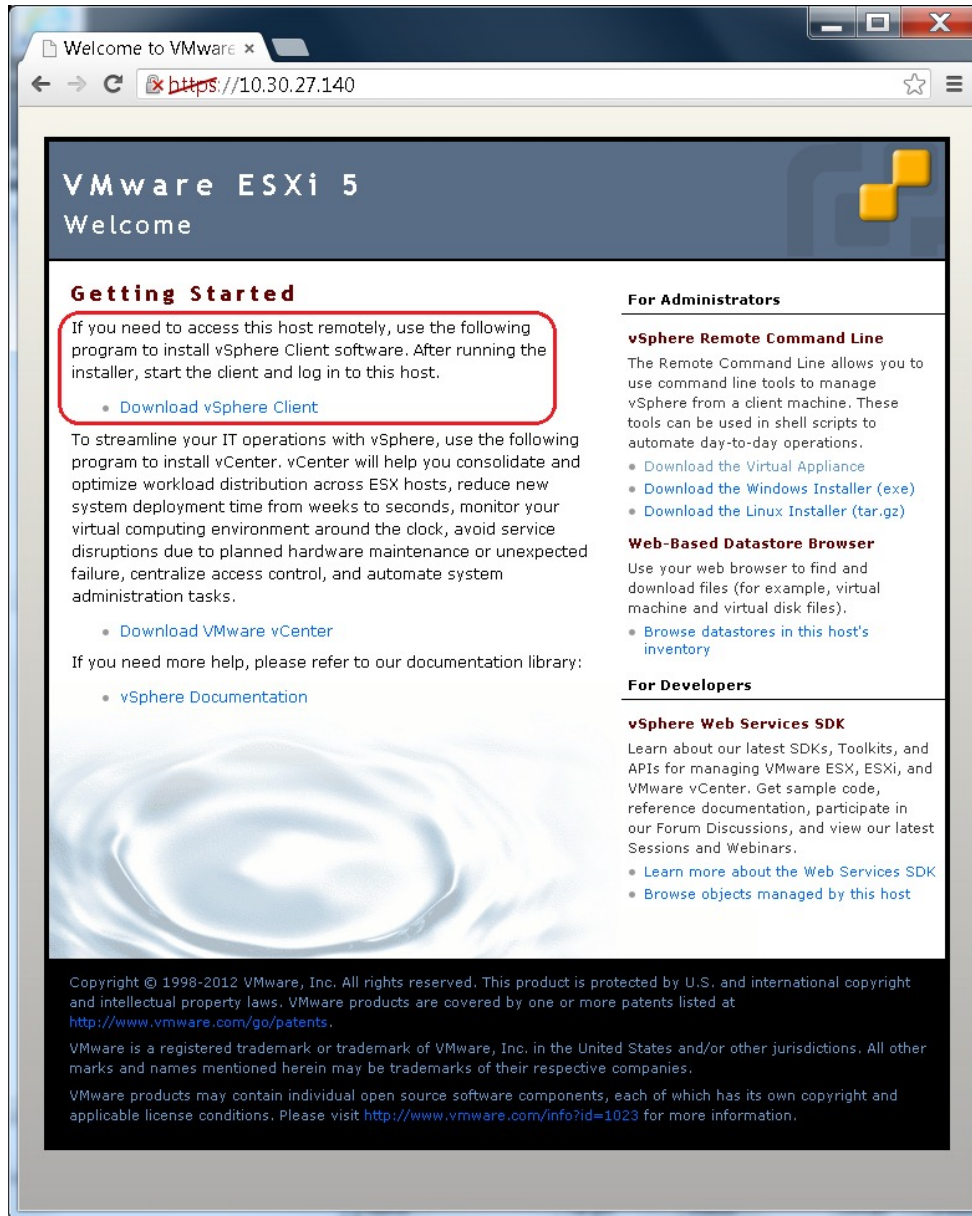 Welcome to VMware
https://10.30.27.140
VMware ESXi 5
Welcome
Getting Started
If you need to access this host remotely, use the following
program to install vSphere Client software. After running the
installer, start the client and log in to this host.
Download vSphere Client
To streamline your IT operations with vSphere, use the following
program to install vCenter. vCenter will help you consolidate and
optimize workload distribution across ESX hosts, reduce new
system deployment time from weeks to seconds, monitor your
virtual computing environment around the clock, avoid service
disruptions due to planned hardware maintenance or unexpected
failure, centralize access control, and automate system
administration tasks.
Download VMware vCenter
If you need more help, please refer to our documentation library:
vSphere Documentation
For Administrators
vSphere Remote Command Line
The Remote Command Line allows you to
use command line tools to manage
vSphere from a client machine. These
tools can be used in shell scripts to
automate day-to-day operations.
Download the Virtual Appliance
Download the Windows Installer (exe)
Download the Linux Installer (tar.gz)
Web-Based Datastore Browser
Use your web browser to find and
download files (for example, virtual
machine and virtual disk files).
Browse datastores in this host's
inventory
For Developers
vSphere Web Services SDK
Learn about our latest SDKs, Toolkits, and
APIs for managing VMware ESX, ESXi, and
VMware vCenter. Get sample code,
reference documentation, participate in
our Forum Discussions, and view our latest
Sessions and Webinars.
Learn more about the Web Services SDK
Browse objects managed by this host
Copyright © 1998-2012 VMware, Inc. All rights reserved. This product is protected by U.S. and international copyright
and intellectual property laws. VMware products are covered by one or more patents listed at
http://www.vmware.com/go/patents.
VMware is a registered trademark or trademark of VMware, Inc. in the United States and/or other jurisdictions. All other
marks and names mentioned herein may be trademarks of their respective companies.
VMware products may contain individual open source software components, each of which has its own copyright and
applicable license conditions. Please visit http://www.vmware.com/info?id=1023 for more information.